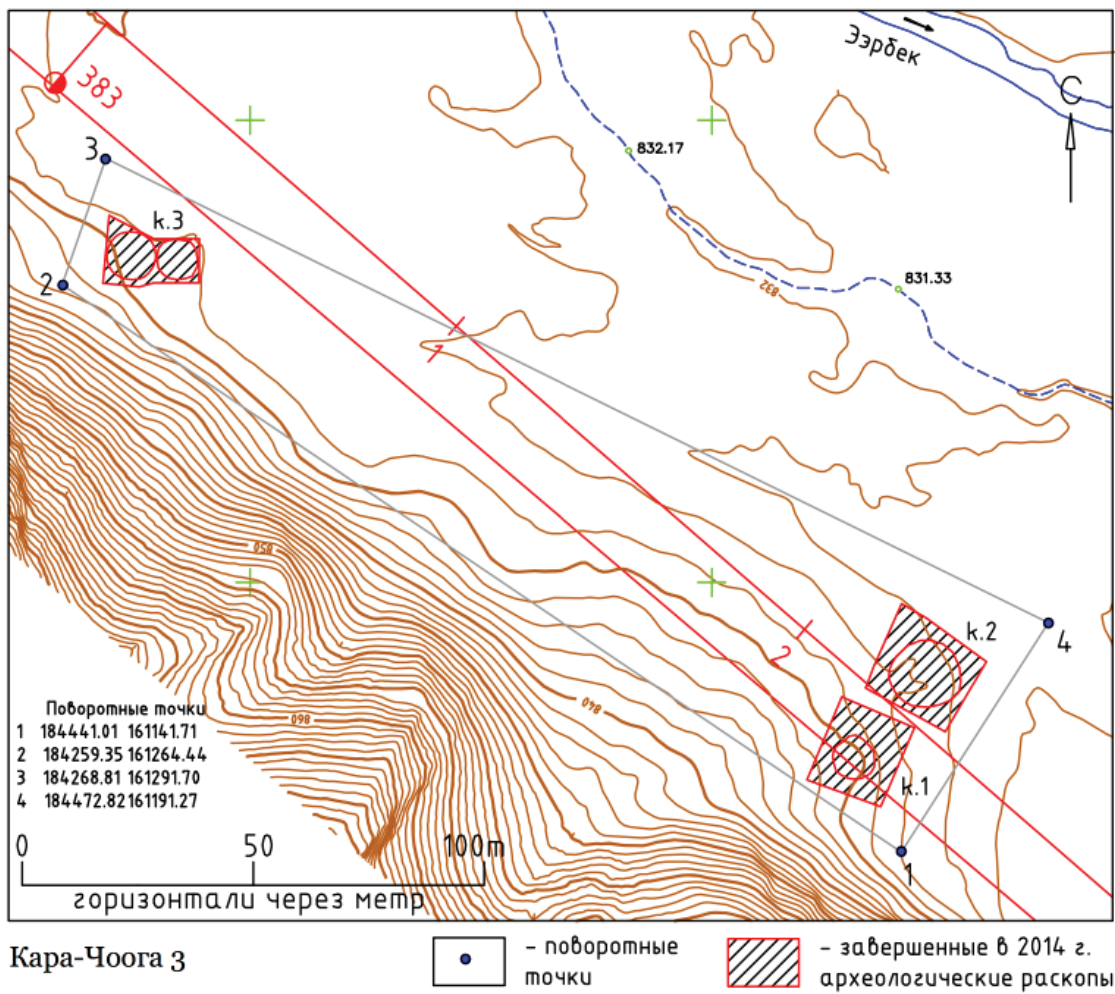 Ээрбек
С
383
832.17
3
к.3
2
831.33
832
1
850
к.2
4
2
840
860
Поворотные точки
1 184441.01 161141.71
2 184259.35 161264.44
3 184268.81 161291.70
4 184472.82 161191.27
к.1
1
0 50 100m
горизонтали через метр
Кара-Чоога 3
– поворотные
точки
– завершенные в 2014 г.
археологические раскопы